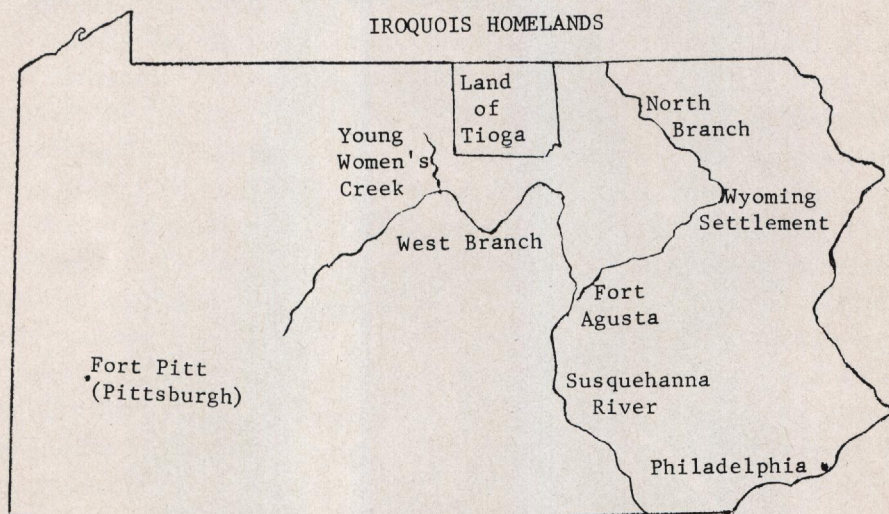 IROQUOIS HOMELANDS
Land
of
Tioga
North
Branch
Young
Women's
Creek
Wyoming
Settlement
West Branch
Fort
Agusta
Fort Pitt
(Pittsburgh)
Susquehanna
River
Philadelphia